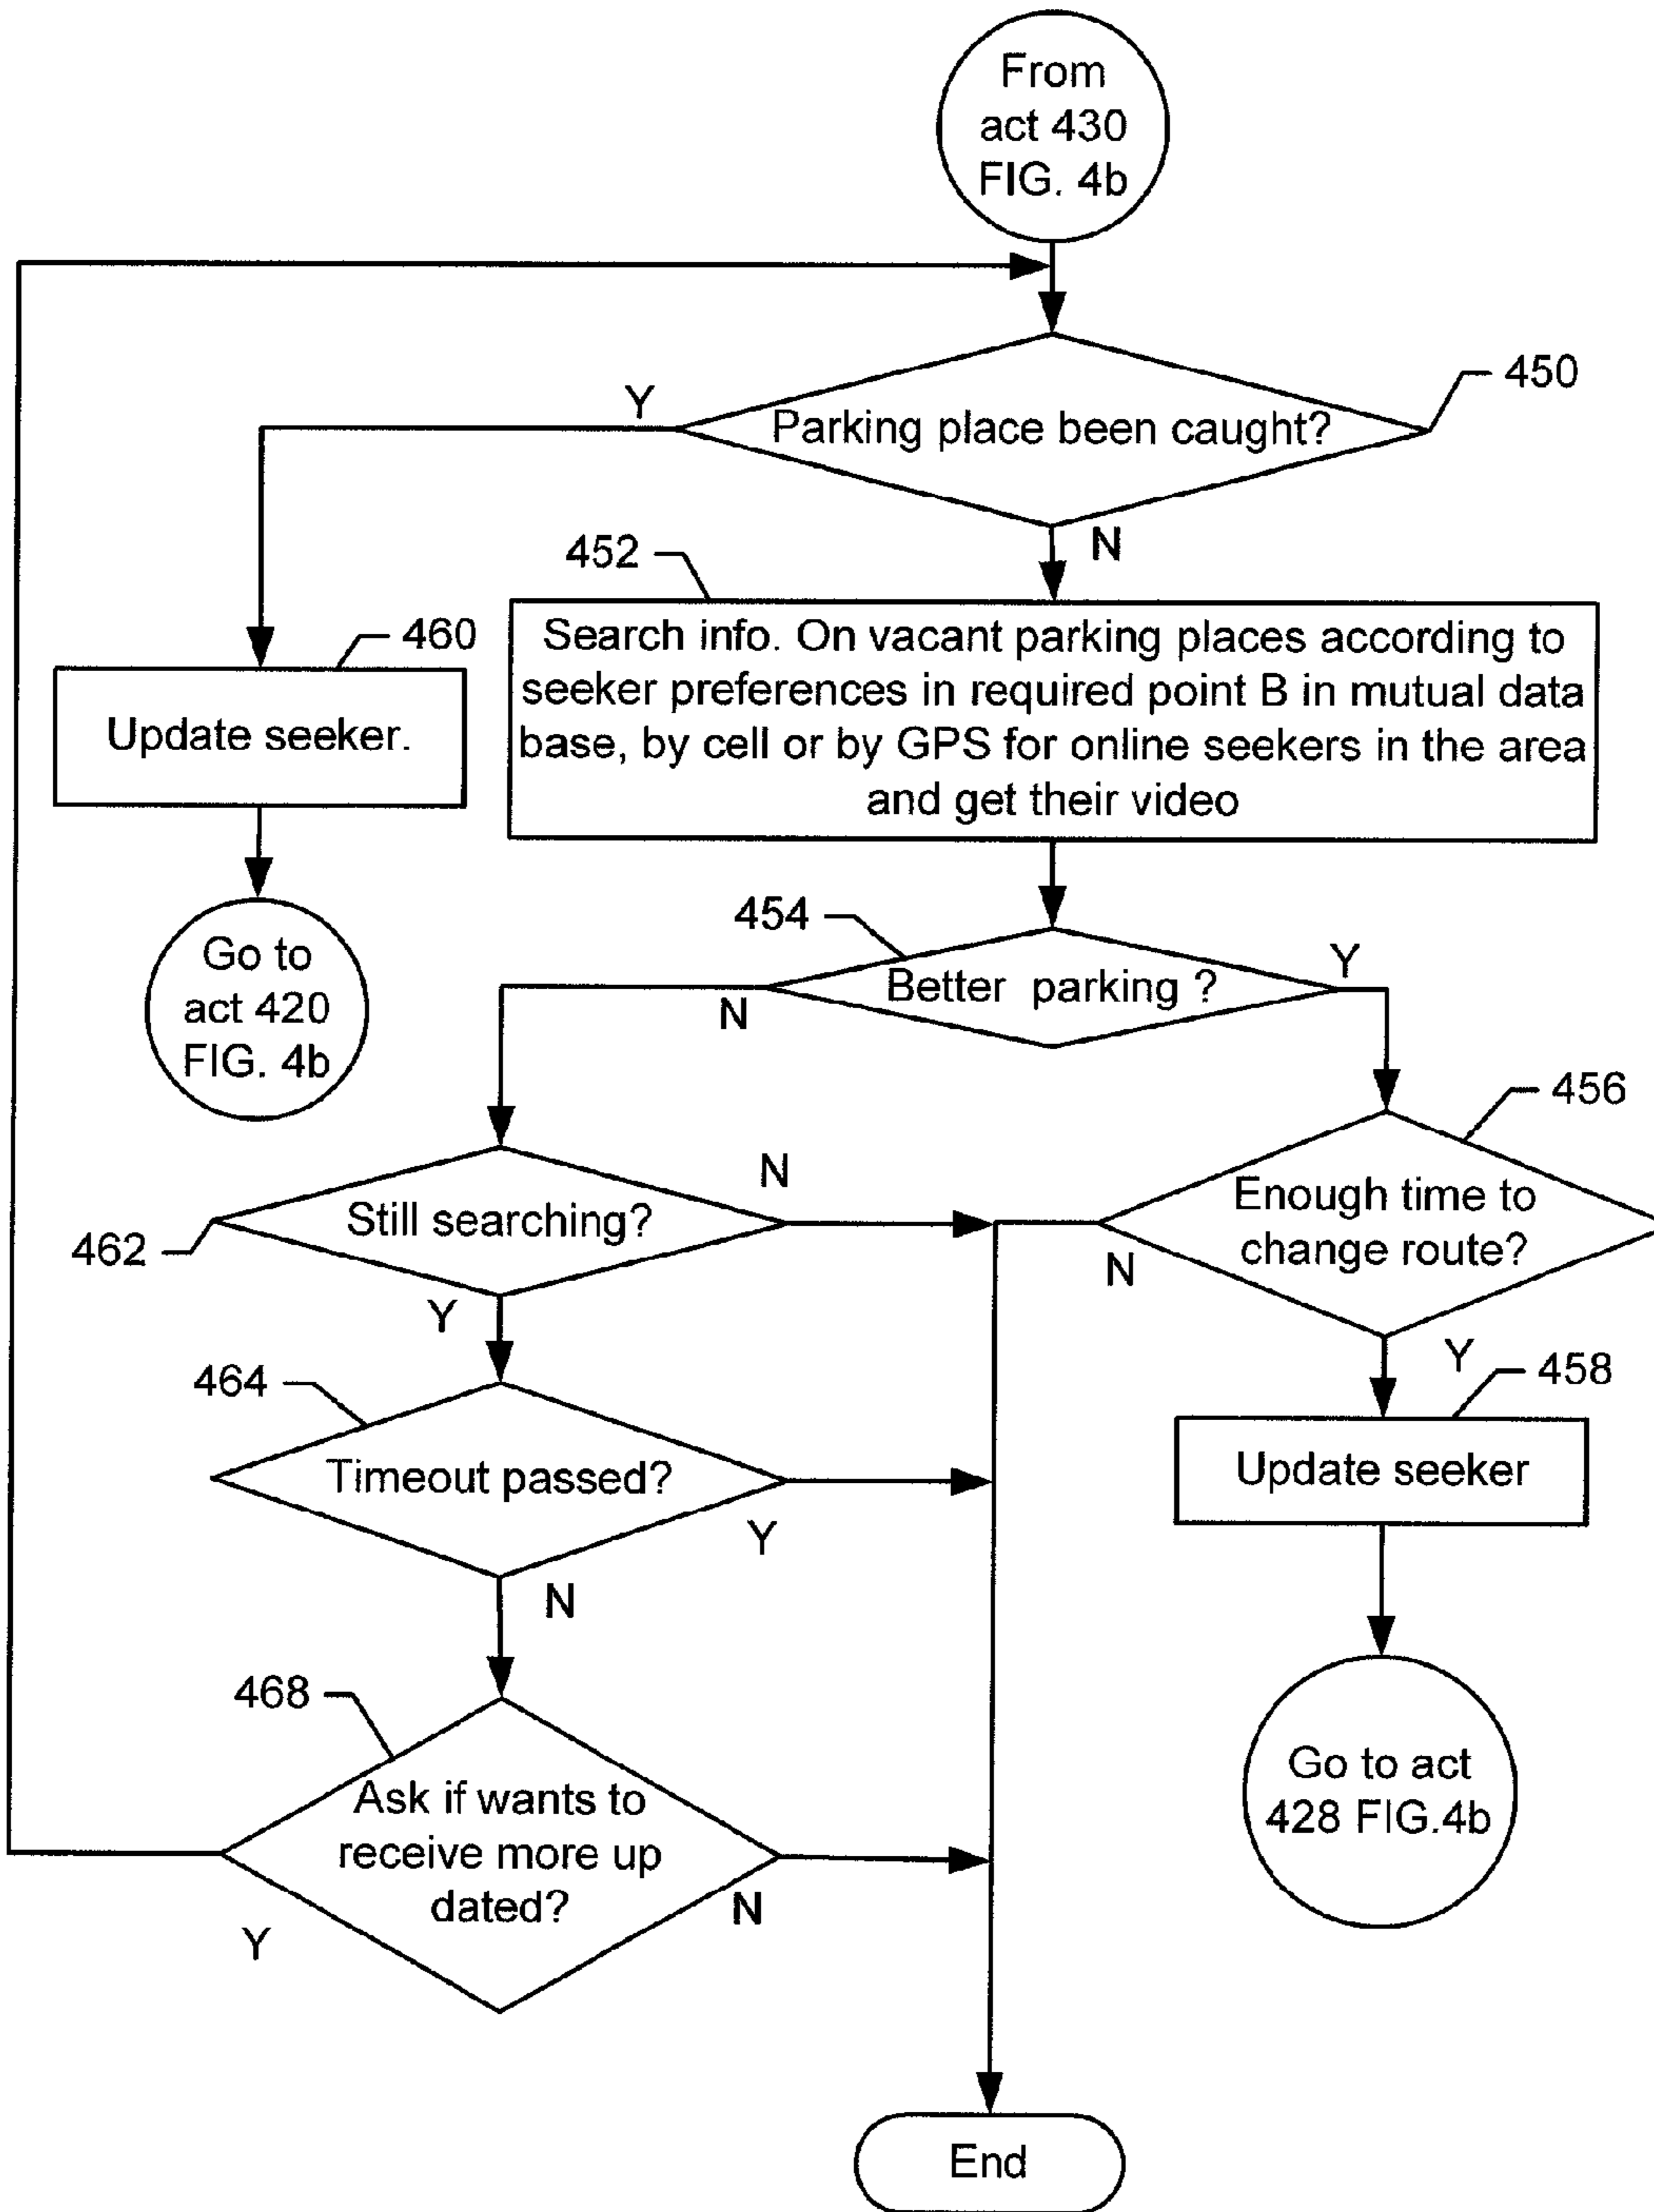 From
act 430
FIG. 4b
450
Y
Parking place been caught?
N
452
460
Search info. On vacant parking places according to
seeker preferences in required point B in mutual data
base, by cell or by GPS for online seekers in the area
and get their video
Update seeker.
454
Go to
act 420
FIG. 4b
Better parking ?
Y
N
456
N
Still searching?
Enough time to
change route?
462
N
Y
Y
458
464
Timeout passed?
Update seeker
Y
N
468
Ask if wants to
receive more up
dated?
Go to act
428 FIG.4b
N
Y
End